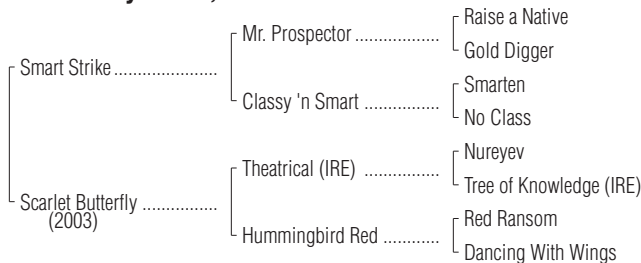 Raise a Native
Mr. Prospector ..................
Gold Digger
Smart Strike ......................
Smarten
Classy 'n Smart ................
No Class
Nureyev
Theatrical (IRE) ................
Tree of Knowledge (IRE)
Scarlet Butterfly ................
(2003)
Red Ransom
Hummingbird Red ............
Dancing With Wings